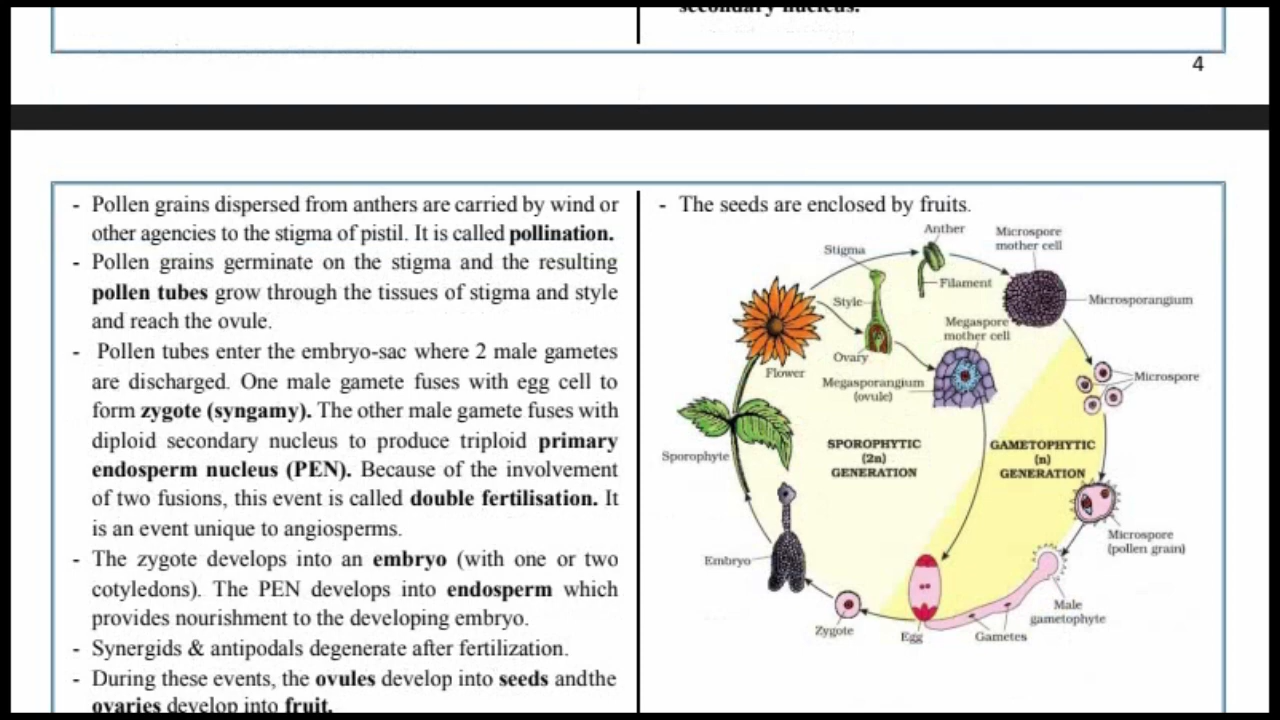 secondary nucleus.
4
- Pollen grains dispersed from anthers are carried by wind or
other agencies to the stigma of pistil. It is called pollination.
- Pollen grains germinate on the stigma and the resulting
pollen tubes grow through the tissues of stigma and style
and reach the ovule.
- Pollen tubes enter the embryo-sac where 2 male gametes
are discharged. One male gamete fuses with egg cell to
form zygote (syngamy). The other male gamete fuses with
diploid secondary nucleus to produce triploid primary
endosperm nucleus (PEN). Because of the involvement
of two fusions, this event is called double fertilisation. It
is an event unique to angiosperms.
- The zygote develops into an embryo (with one or two
cotyledons). The PEN develops into endosperm which
provides nourishment to the developing embryo.
- Synergids & antipodals degenerate after fertilization.
- During these events, the ovules develop into seeds andthe
ovaries develop into fruit.
- The seeds are enclosed by fruits.
Anther
Microspore
mother cell
Stigma
Filament
Style
Microsporangium
Megaspore
mother cell
Ovary
Flower
Megasporangium
(ovule)
Microspore
SPOROPHYTIC
(2n)
GENERATION
GAMETOPHYTIC
(n)
GENERATION
Sporophyte
Microspore
(pollen grain)
Embryo
Male
gametophyte
Zygote
Egg
Gametes